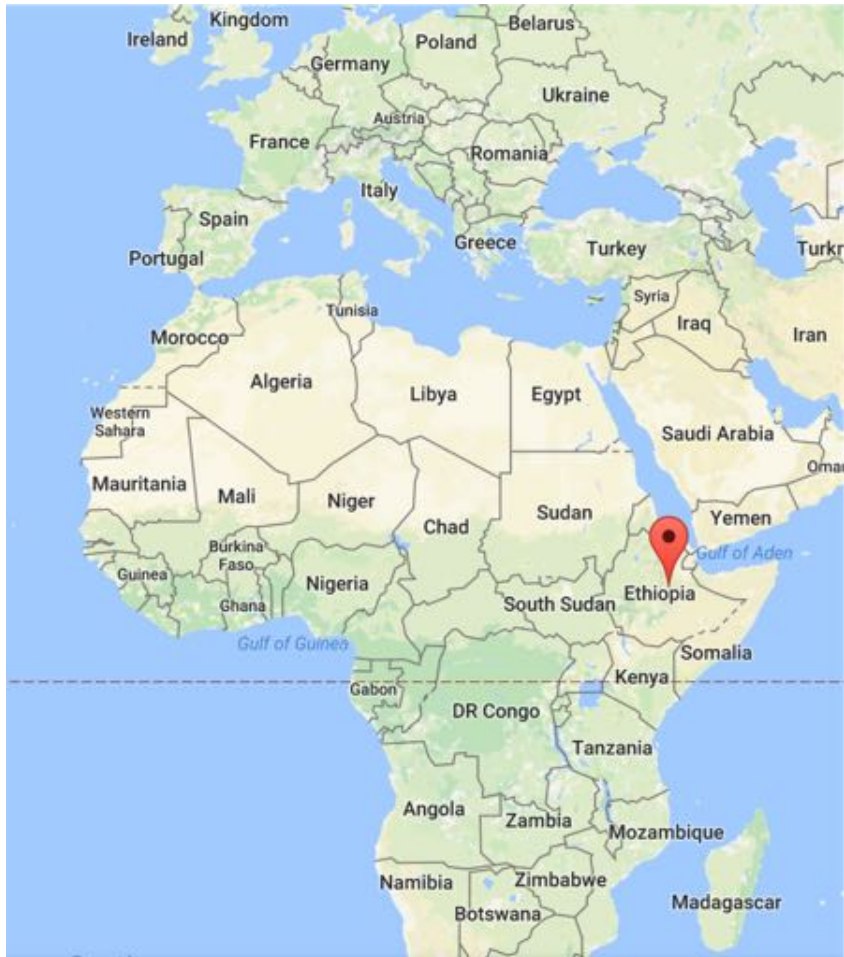 Kingdom
Ireland
Belarus
Poland
Germany
Ukraine
Austria
France
Romania
Italy
Spain
Greece
Portugal
Turkey
Turkr
Syria
Tunisia
Iraq
Iran
Morocco
Algeria
Libya
Egypt
Western
Sahara
Saudi Arabia
Omar
Mauritania
Mali
Niger
Chad
Sudan
Yemen
Gulf of Aden
Burkina
Faso
Guinea
Nigeria
Ethiopia
Ghana
South Sudan
Gulf of Guinea
Somalia
Kenya
Gabon
DR Congo
Tanzania
Angola
Zambia
Mozambique
Namibia
Zimbabwe
Botswana
Madagascar